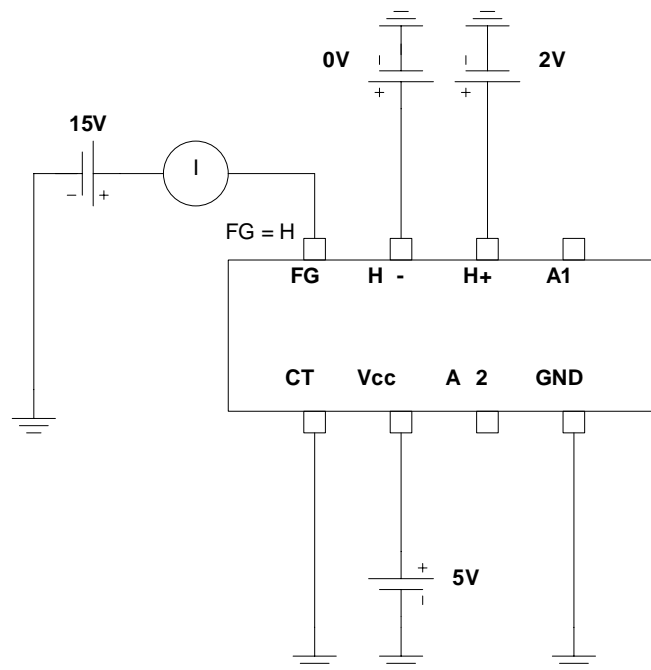 0V
2V
15V
I
FG = H
FG H - H+ A1
CT Vcc A 2 GND
5V